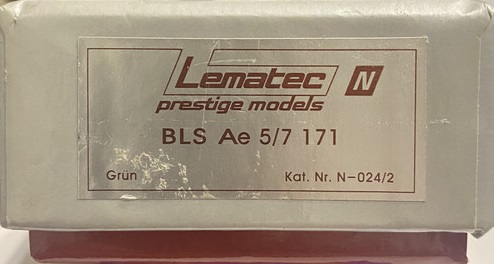 Lematec N
prestige models
BLS Ae 5/7 171
Grün Kat. Nr. N-024/2